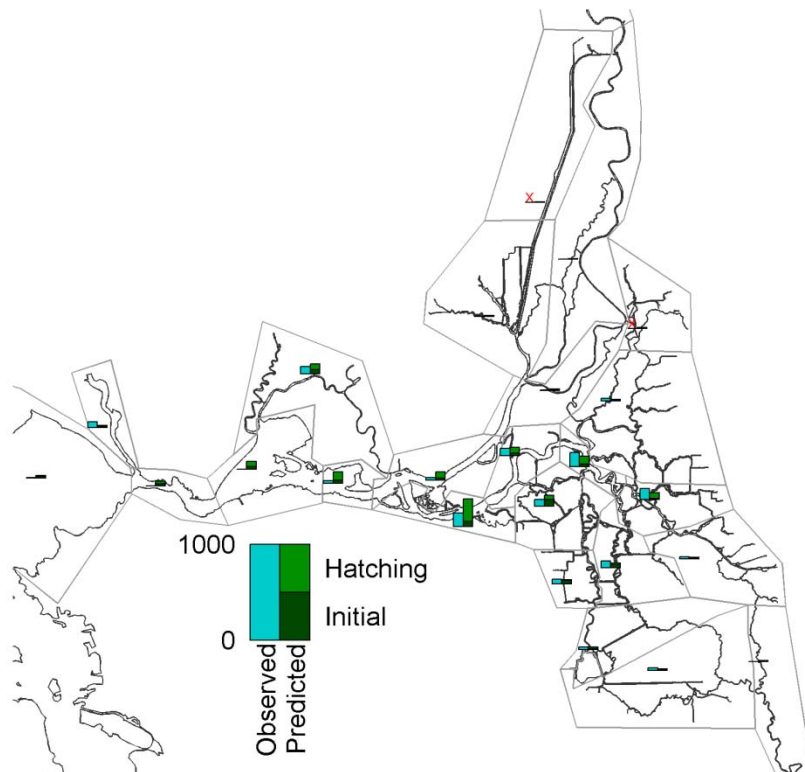 X
X
1000
Hatching
Initial
0
Observed
Predicted